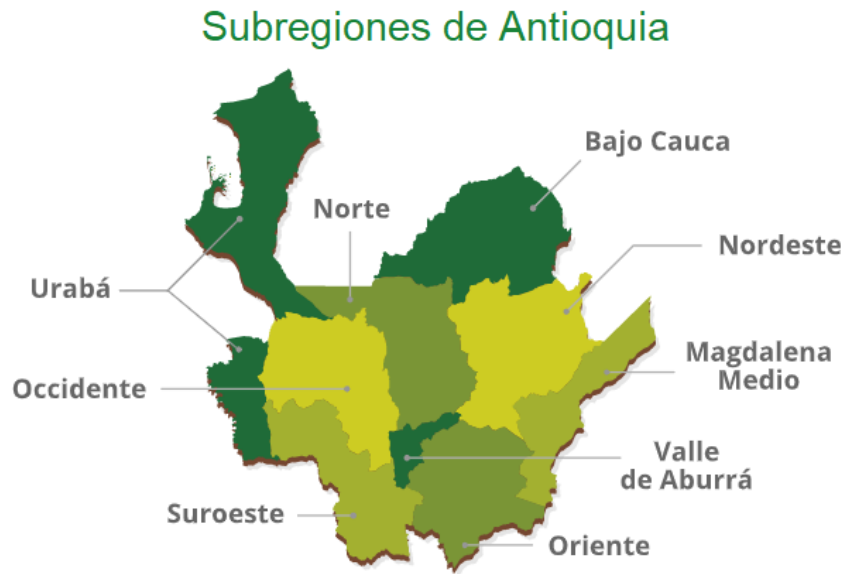 Subregiones de Antioquia
Bajo Cauca
Norte
Nordeste
Urabá
Magdalena
Medio
Occidente
Valle
de Aburrá
Suroeste
Oriente